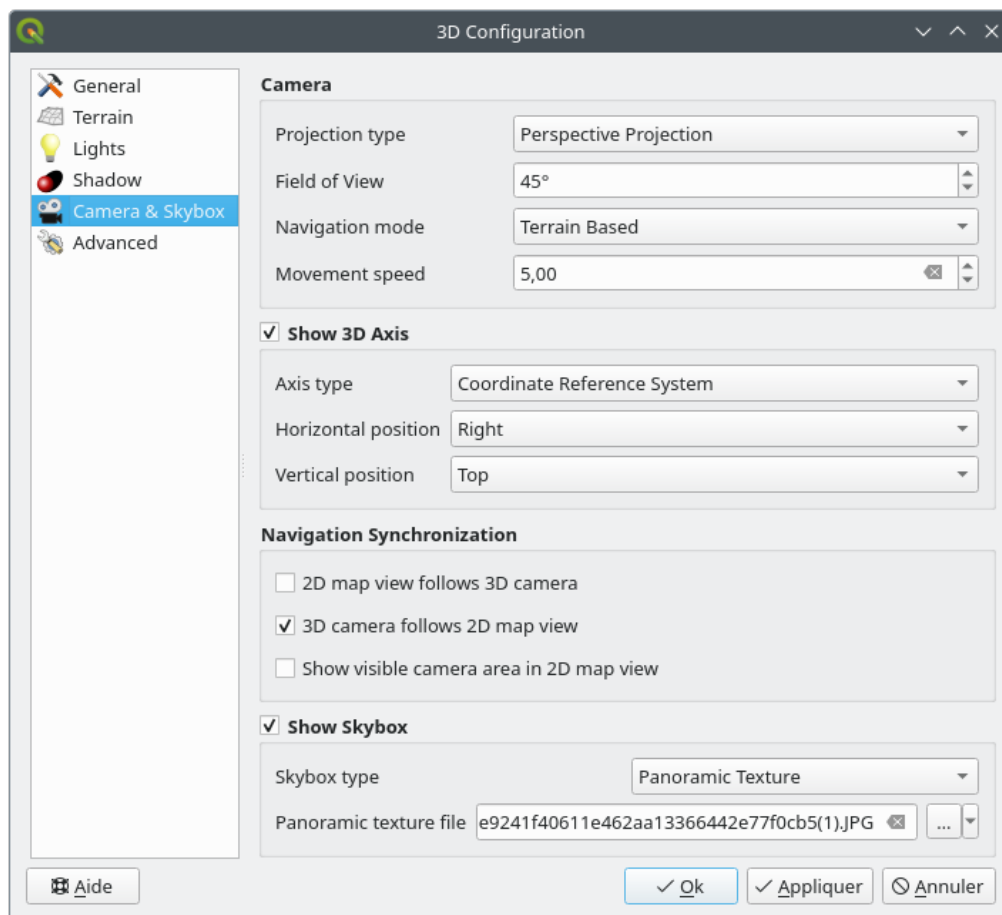 3D Configuration
General
Terrain
Lights
Shadow
Camera & Skybox
Advanced
Camera
Projection type Perspective Projection
Field of View 45°
Navigation mode Terrain Based
Movement speed 5,00
Show 3D Axis
Axis type Coordinate Reference System
Horizontal position Right
Vertical position Top
Navigation Synchronization
2D map view follows 3D camera
3D camera follows 2D map view
Show visible camera area in 2D map view
Show Skybox
Skybox type Panoramic Texture
Panoramic texture file e9241f40611e462aa13366442e77f0cb5(1).JPG ...
Aide Ok Appliquer Annuler